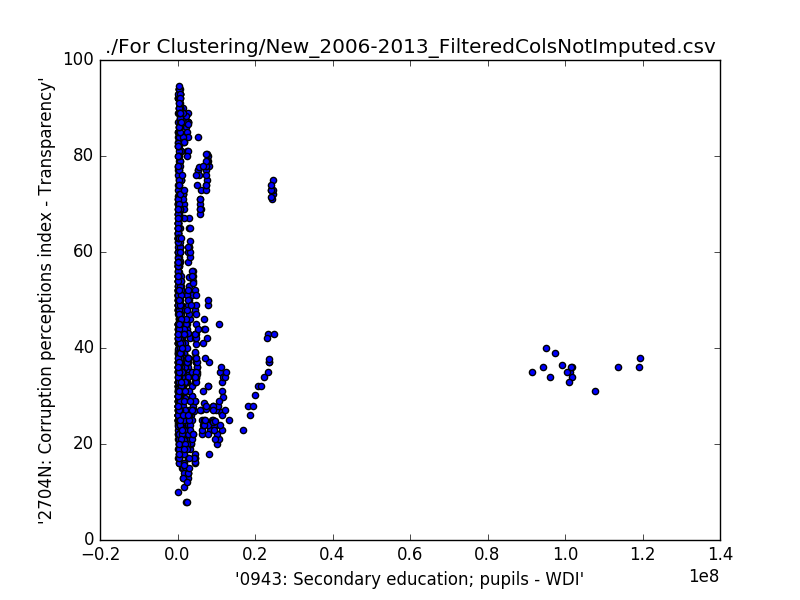 ./For Clustering/New_2006-2013_FilteredColsNotImputed.csv
100
80
60
40
20
0
'2704N: Corruption perceptions index - Transparency'
−0.2 0.0 0.2 0.4 0.6 0.8 1.0 1.2 1.4
1e8
'0943: Secondary education; pupils - WDI'